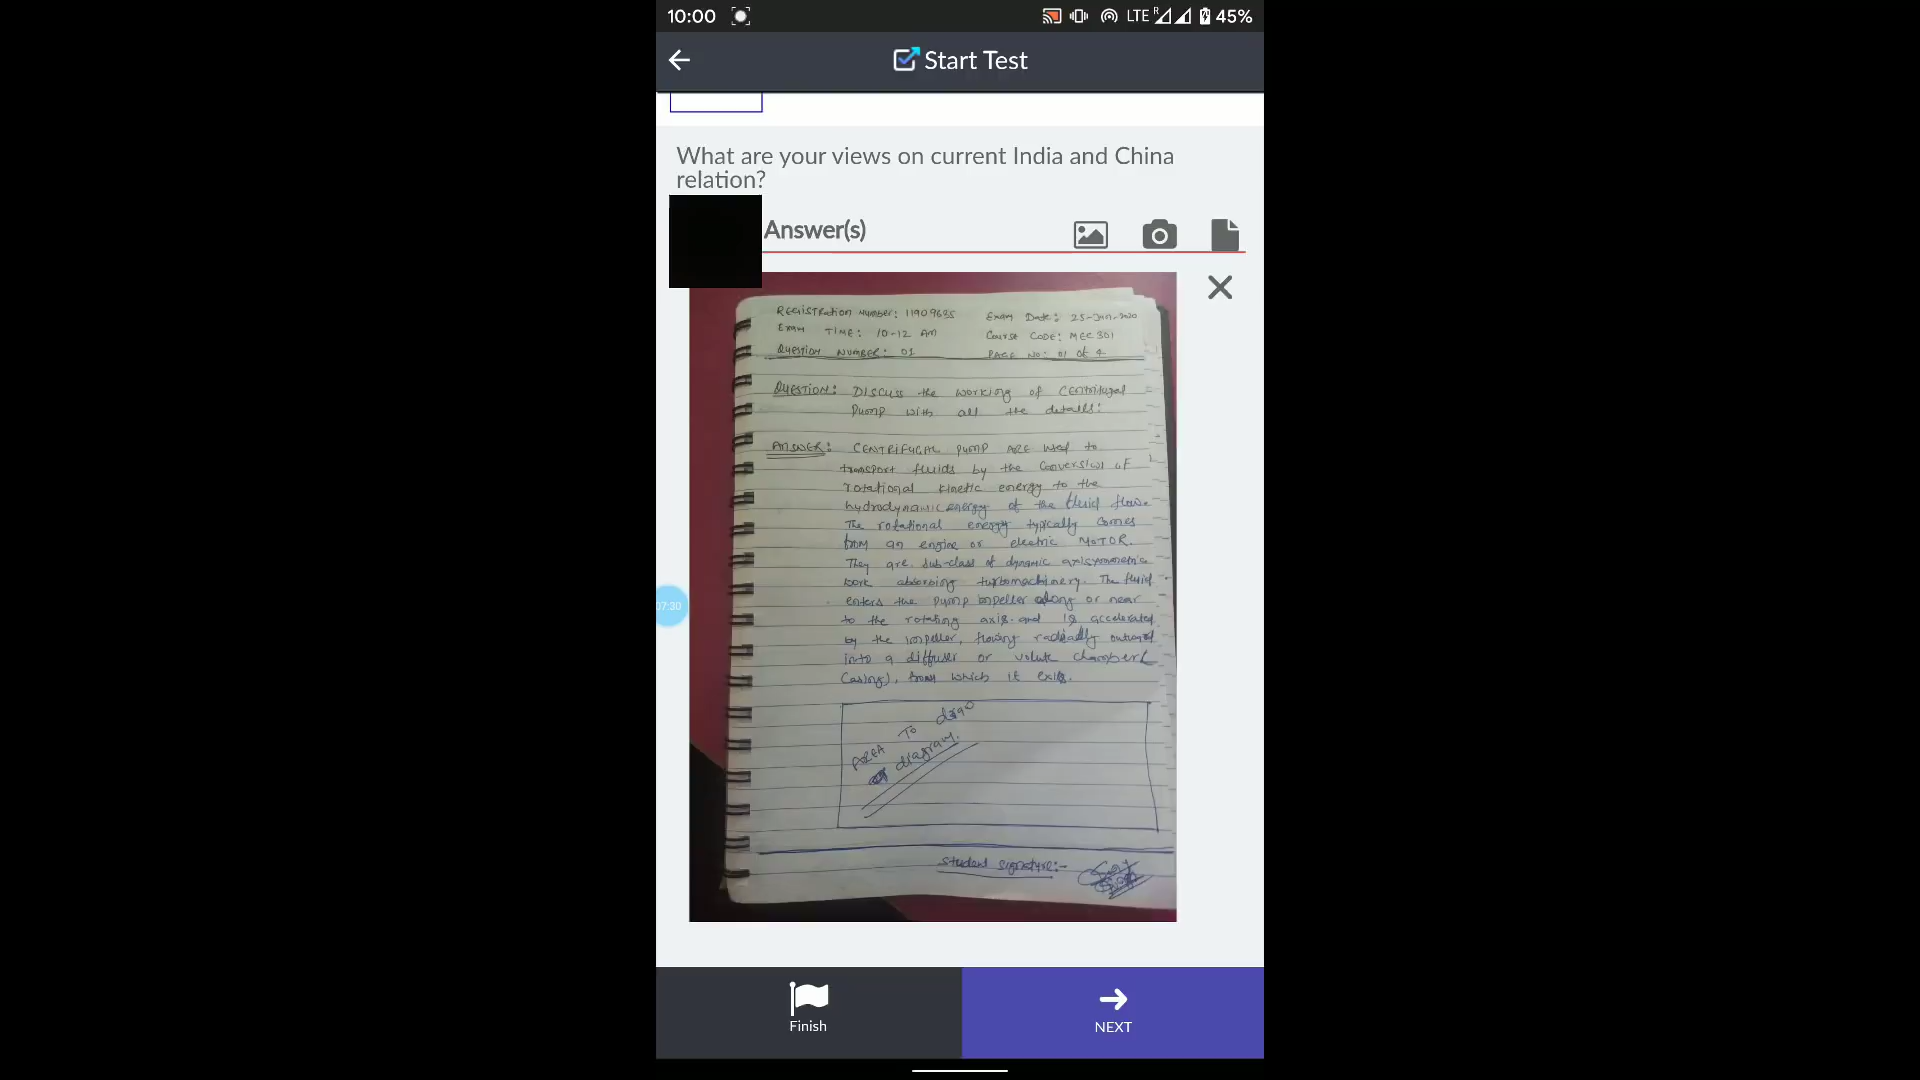 10:00 LTE R 45%
Start Test
What are your views on current India and China
relation?
Answer(s)
REGISTRATION NUMBER: 11909685 Exam Date: 25-Jun-2020
Exam TIME: 10-12 AM Course Code: MEC301
QUESTION NUMBER: 01 PAGE NO: 01 of 4
QUESTION: DISCUSS the working of Centrifugal
pump with all the details:
ANSWER: CENTRIFUGAL pump ARE used to
transport fluids by the conversion of
rotational kinetic energy to the
hydrodynamic energy of the fluid flow.
The rotational energy typically comes
from an engine or electric MOTOR.
They are sub-class of dynamic axisymmetric
work absorbing turbomachinery. The fluid
enters the pump impeller along or near
to the rotating axis and is accelerated
by the impeller, flowing radially outward
into a diffuser or volute chamber(
casing), from which it exits.
AREA To draw
diagram.
07:30
Student signature:-
Finish
NEXT